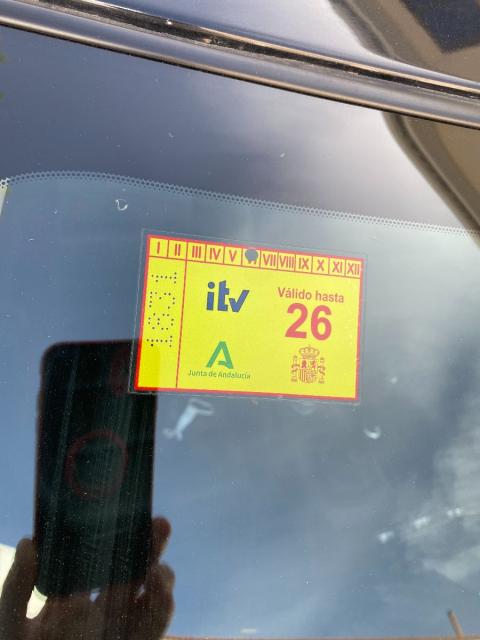 I II III IV V VII VIII IX X XI XII
itv
Válido hasta
26
Junta de Andalucía